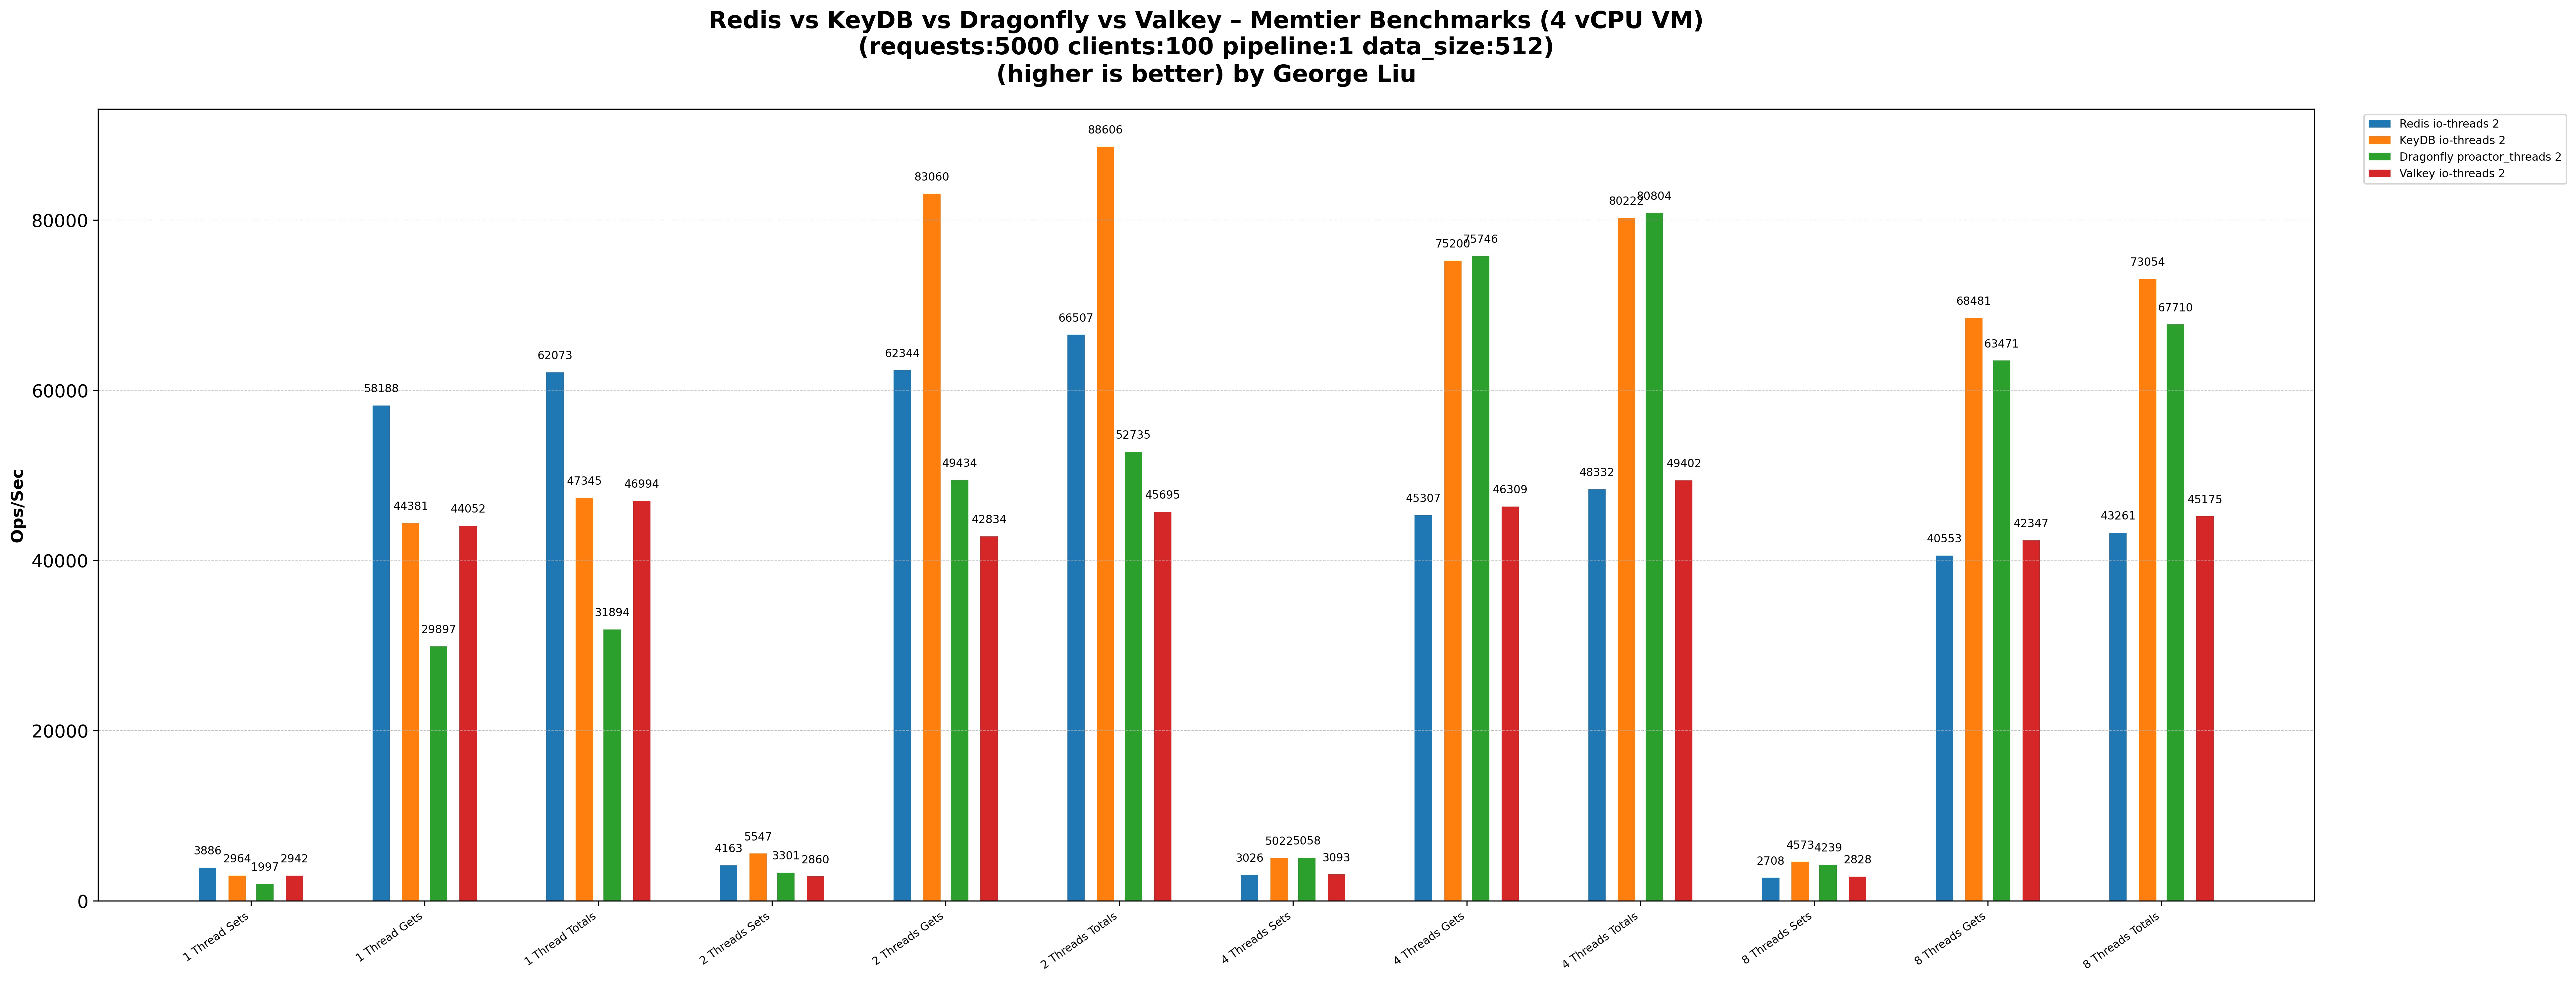 Redis vs KeyDB vs Dragonfly vs Valkey – Memtier Benchmarks (4 vCPU VM)
(requests:5000 clients:100 pipeline:1 data_size:512)
(higher is better) by George Liu
Redis io-threads 2
KeyDB io-threads 2
Dragonfly proactor_threads 2
Valkey io-threads 2
Ops/Sec
80000
60000
40000
20000
0
3886
2964
1997
2942
58188
44381
29897
44052
62073
47345
31894
46994
4163
5547
3301
2860
62344
83060
49434
42834
66507
88606
52735
45695
3026
5022
5058
3093
45307
75200
75746
46309
48332
80222
80804
49402
2708
4573
4239
2828
40553
68481
63471
42347
43261
73054
67710
45175
1 Thread Sets
1 Thread Gets
1 Thread Totals
2 Threads Sets
2 Threads Gets
2 Threads Totals
4 Threads Sets
4 Threads Gets
4 Threads Totals
8 Threads Sets
8 Threads Gets
8 Threads Totals